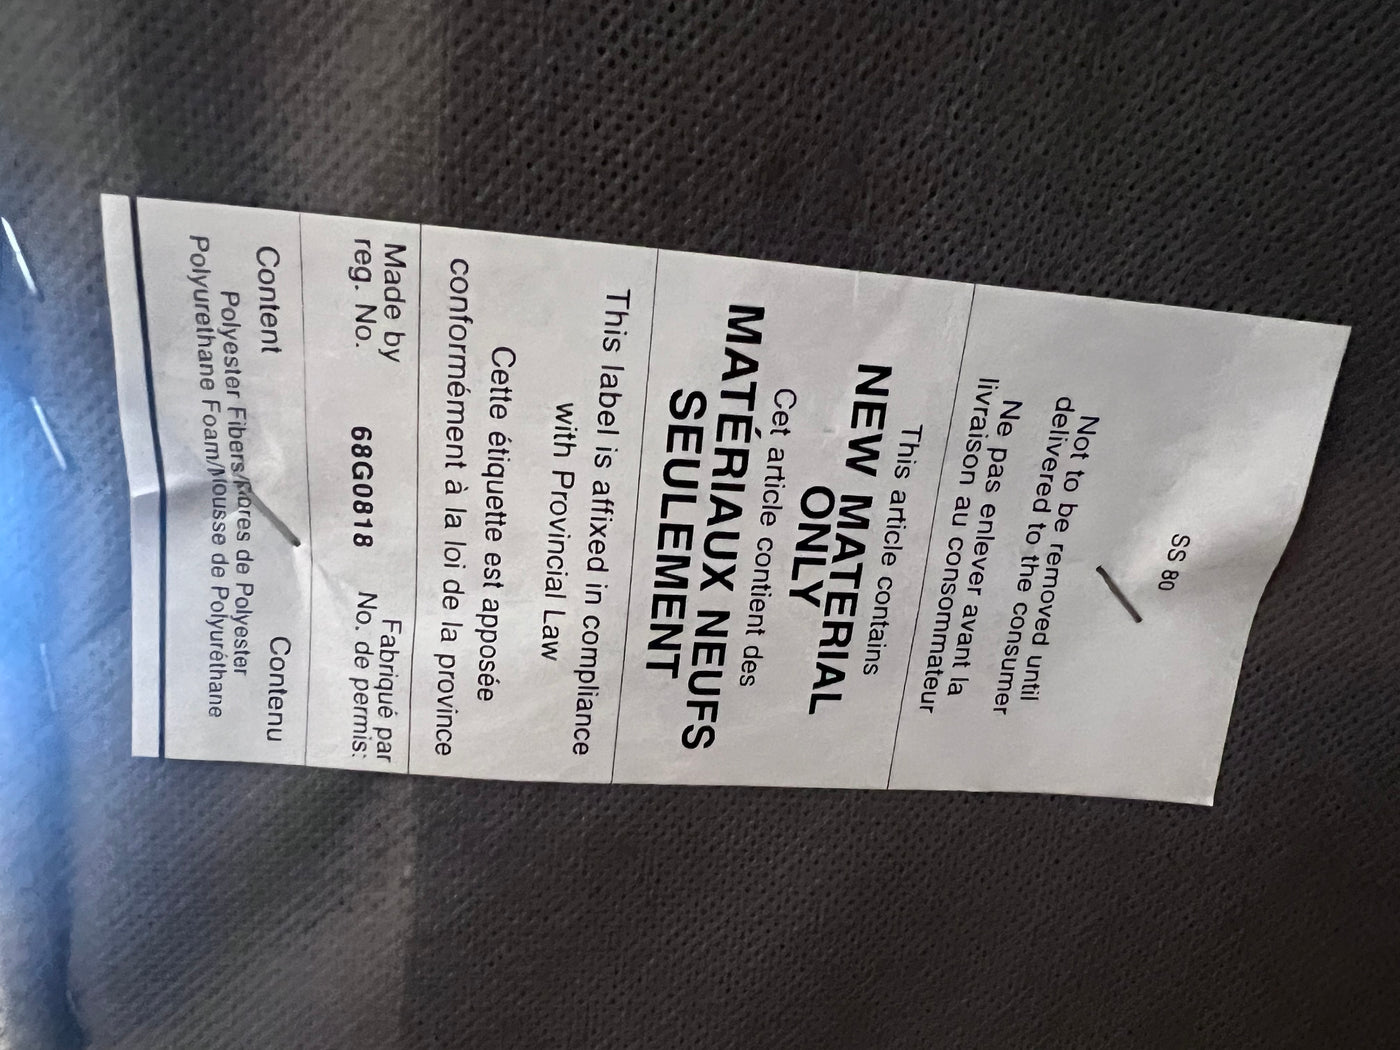 SS 80
Not to be removed until
delivered to the consumer
Ne pas enlever avant la
livraison au consommateur
This article contains
NEW MATERIAL
ONLY
Cet article contient des
MATÉRIAUX NEUFS
SEULEMENT
This label is affixed in compliance
with Provincial Law
Cette étiquette est apposée
conformément à la loi de la province
Made by Fabriqué par
reg. No. 68G0818 No. de permis:
Content Contenu
Polyester Fibers/Fibres de Polyester
Polyurethane Foam/Mousse de Polyuréthane